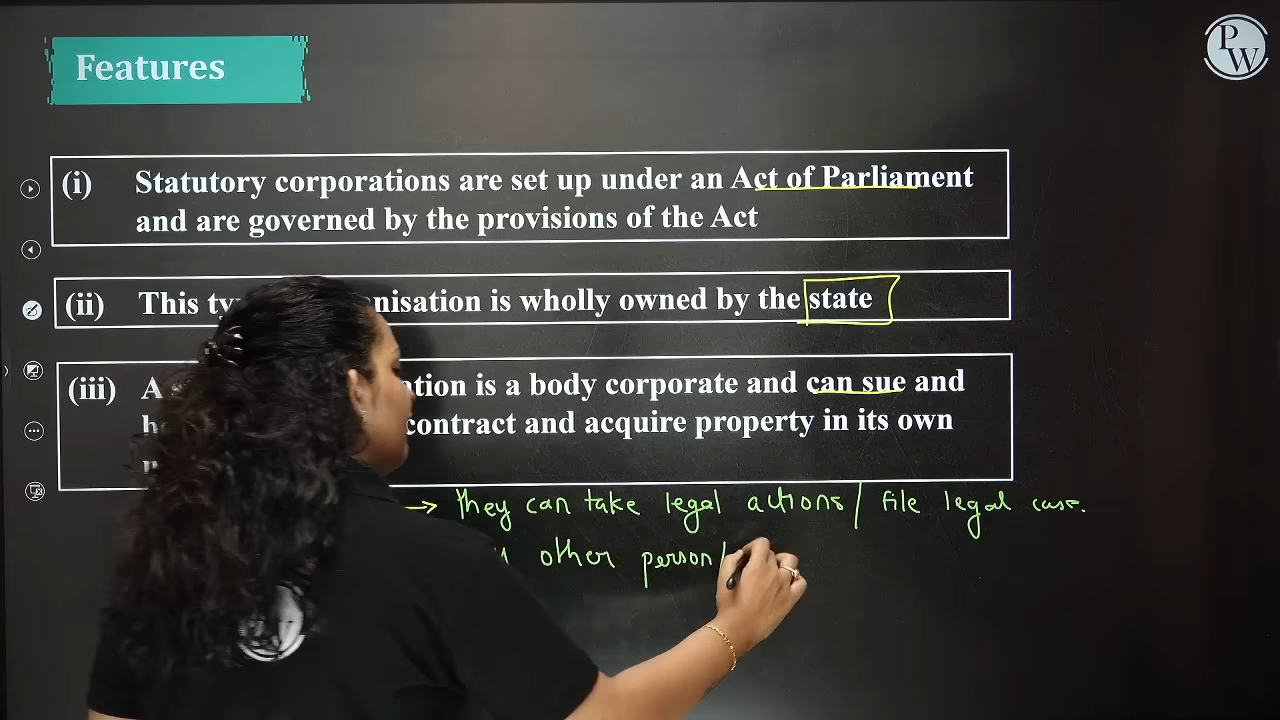 Features
PW
(i) Statutory corporations are set up under an Act of Parliament
and are governed by the provisions of the Act
(ii) This anisation is wholly owned by the state
(iii) A ation is a body corporate and can sue and
contract and acquire property in its own
→ they can take legal actions / file legal case.
other person/